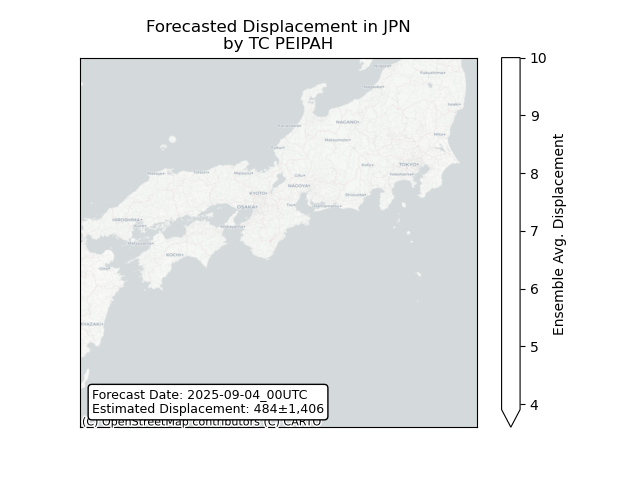 Forecasted Displacement in JPN
by TC PEIPAH
10
9
8
7
6
5
4
Ensemble Avg. Displacement
NAGANO
TOKYO
NAGOYA
KYOTO
OSAKA
HIROSHIMA
KOCHI
Forecast Date: 2025-09-04_00UTC
Estimated Displacement: 484±1,406
(C) OpenStreetMap contributors (C) CARTO